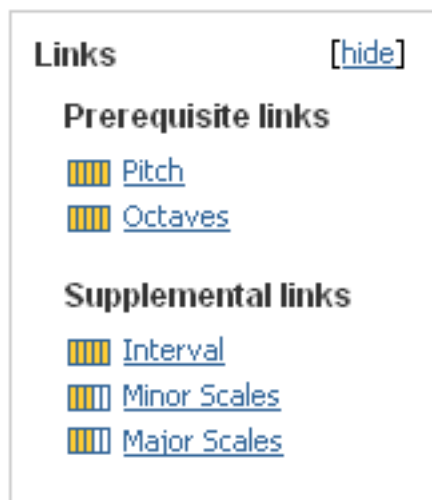 Links [hide]
Prerequisite links
Pitch
Octaves
Supplemental links
Interval
Minor Scales
Major Scales